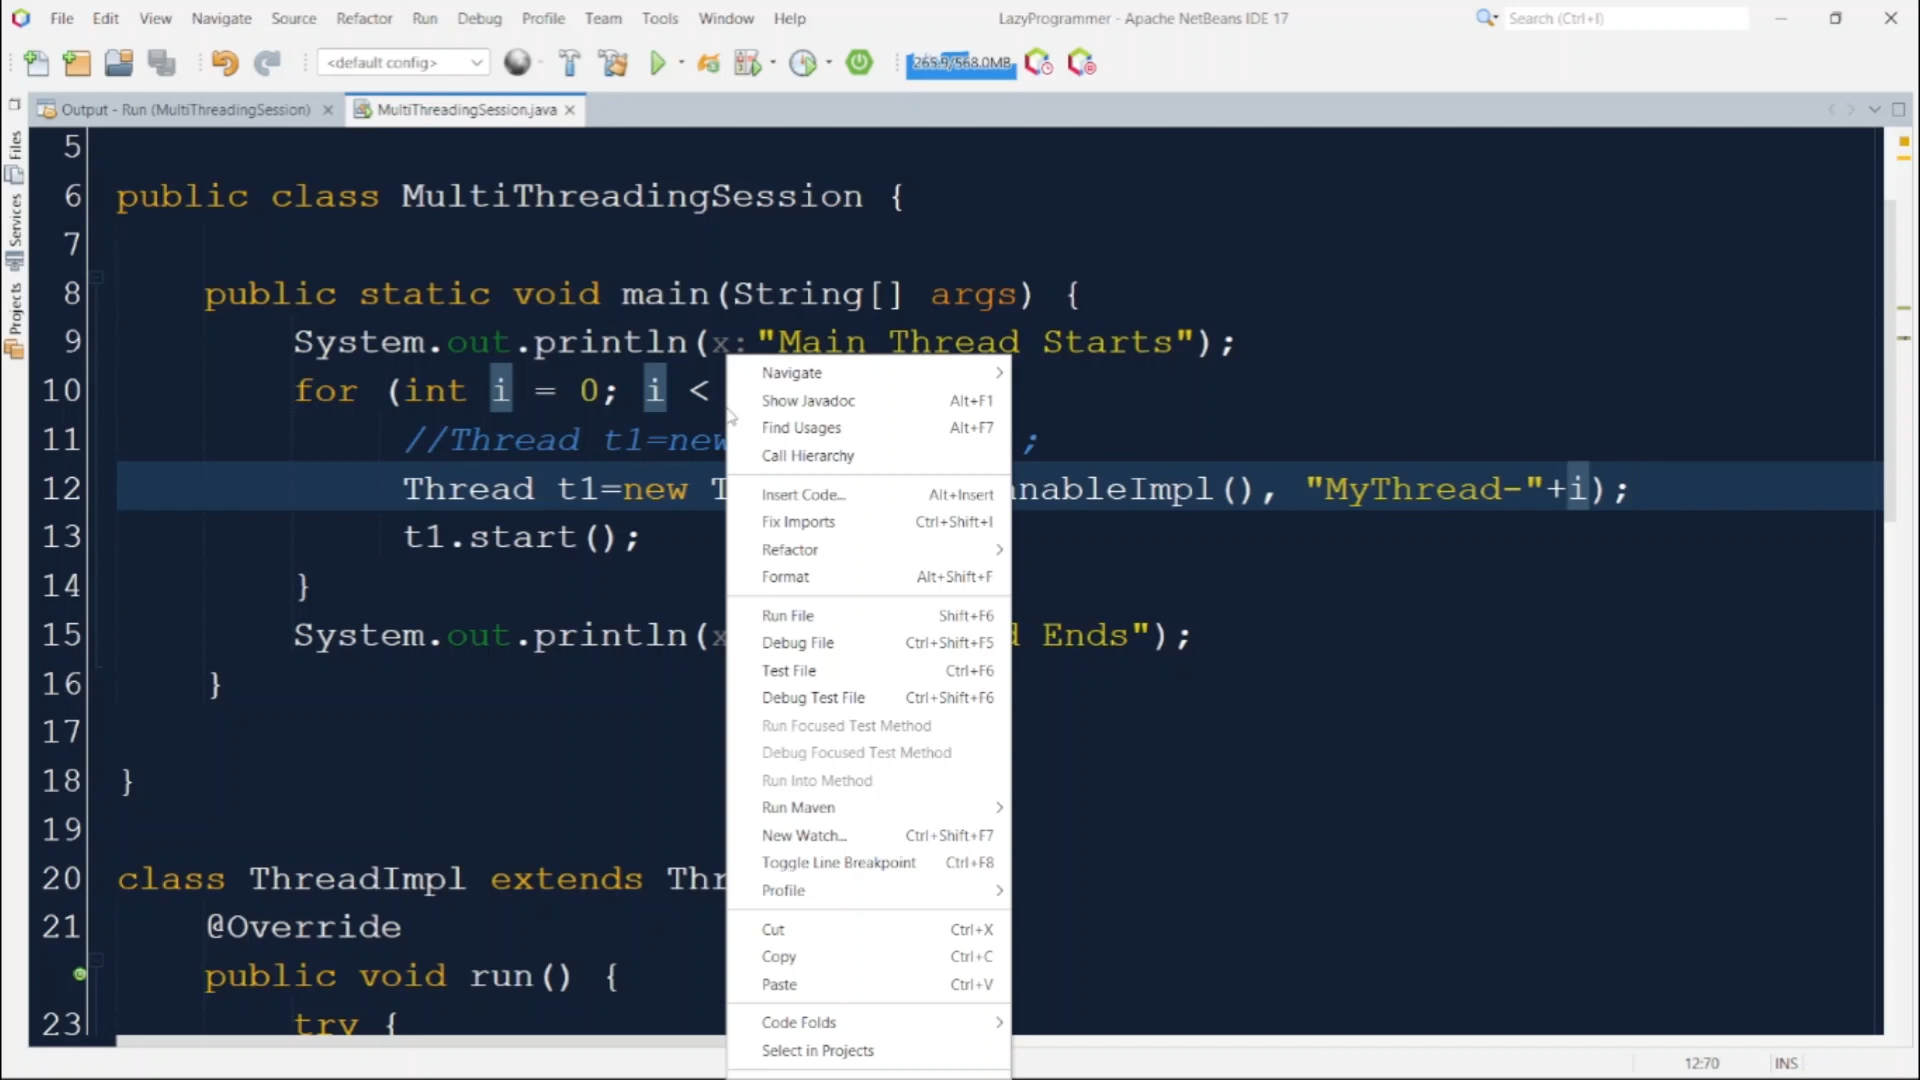 File Edit View Navigate Source Refactor Run Debug Profile Team Tools Window Help
LazyProgrammer - Apache NetBeans IDE 17
Search (Ctrl+I)
<default config>
265.9/568.0MB
Output - Run (MultiThreadingSession)
MultiThreadingSession.java
Files
Services
Projects
5
6 public class MultiThreadingSession {
7
8 public static void main(String[] args) {
9 System.out.println(x: "Main Thread Starts");
10 for (int i = 0; i <
11 //Thread t1=new ;
12 Thread t1=new T nnableImpl(), "MyThread-"+i);
13 t1.start();
14 }
15 System.out.println(x d Ends");
16 }
17
18 }
19
20 class ThreadImpl extends Thr
21 @Override
public void run() {
23 try {
Navigate
Show Javadoc Alt+F1
Find Usages Alt+F7
Call Hierarchy
Insert Code... Alt+Insert
Fix Imports Ctrl+Shift+I
Refactor
Format Alt+Shift+F
Run File Shift+F6
Debug File Ctrl+Shift+F5
Test File Ctrl+F6
Debug Test File Ctrl+Shift+F6
Run Focused Test Method
Debug Focused Test Method
Run Into Method
Run Maven
New Watch... Ctrl+Shift+F7
Toggle Line Breakpoint Ctrl+F8
Profile
Cut Ctrl+X
Copy Ctrl+C
Paste Ctrl+V
Code Folds
Select in Projects
12:70 INS